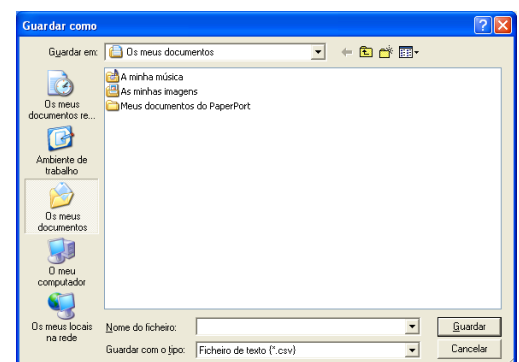 Guardar como
Guardar em:
Os meus documentos
A minha música
As minhas imagens
Meus documentos do PaperPort
Os meus
documentos re...
Ambiente de
trabalho
Os meus
documentos
O meu
computador
Os meus locais
na rede
Nome do ficheiro:
Guardar
Guardar com o tipo:
Ficheiro de texto (*.csv)
Cancelar